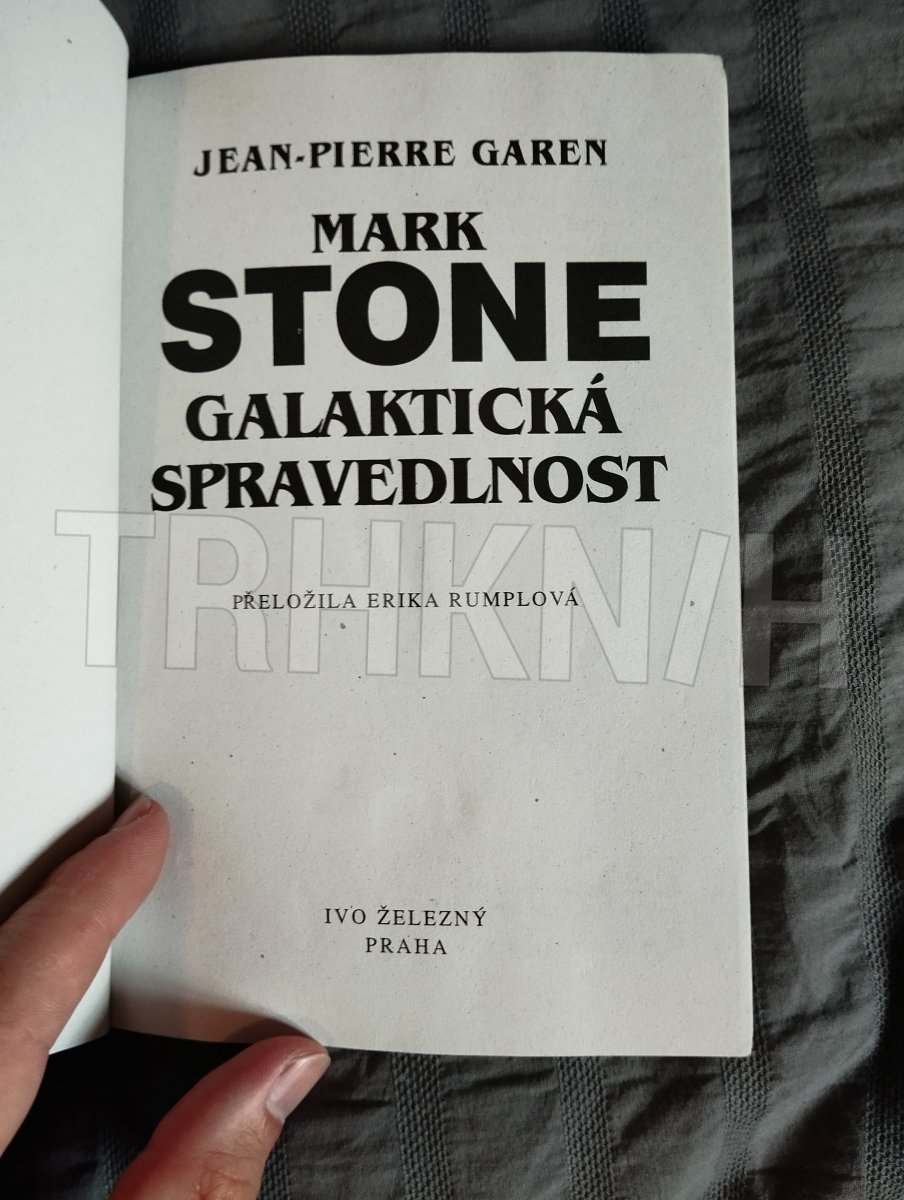 JEAN-PIERRE GAREN
MARK
STONE
GALAKTICKÁ
SPRAVEDLNOST
TRHKNIH
PŘELOŽILA ERIKA RUMPLOVÁ
IVO ŽELEZNÝ
PRAHA